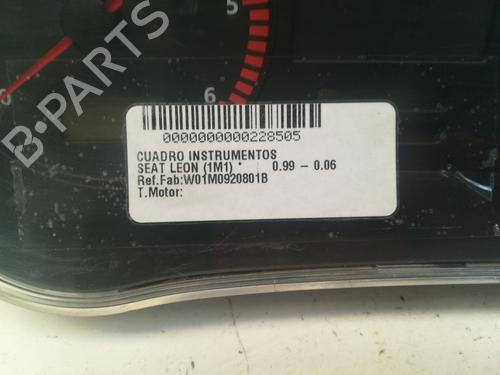 5
6
B-PARTS
0000000000228505
CUADRO INSTRUMENTOS
SEAT LEON (1M1) * 0.99 - 0.06
Ref.Fab:W01M0920801B
T.Motor: